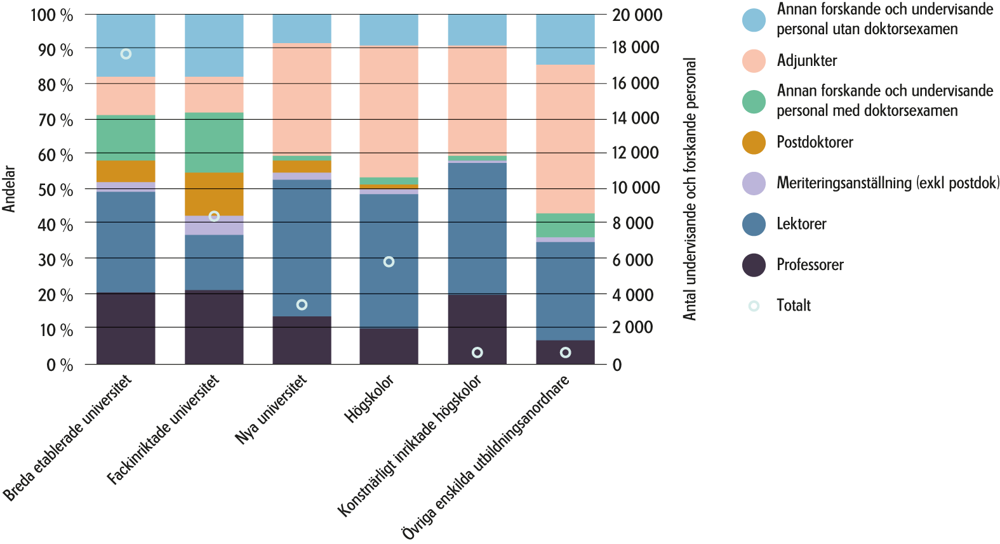 100 %
90 %
80 %
70 %
60 %
50 %
40 %
30 %
20 %
10 %
0 %
Andelar
20 000
18 000
16 000
14 000
12 000
10 000
8 000
6 000
4 000
2 000
0
Antal undervisande och forskande personal
Breda etablerade universitet
Fackinriktade universitet
Nya universitet
Högskolor
Konstnärligt inriktade högskolor
Övriga enskilda utbildningsanordnare
Annan forskande och undervisande
personal utan doktorsexamen
Adjunkter
Annan forskande och undervisande
personal med doktorsexamen
Postdoktorer
Meriteringsanställning (exkl postdok)
Lektorer
Professorer
Totalt